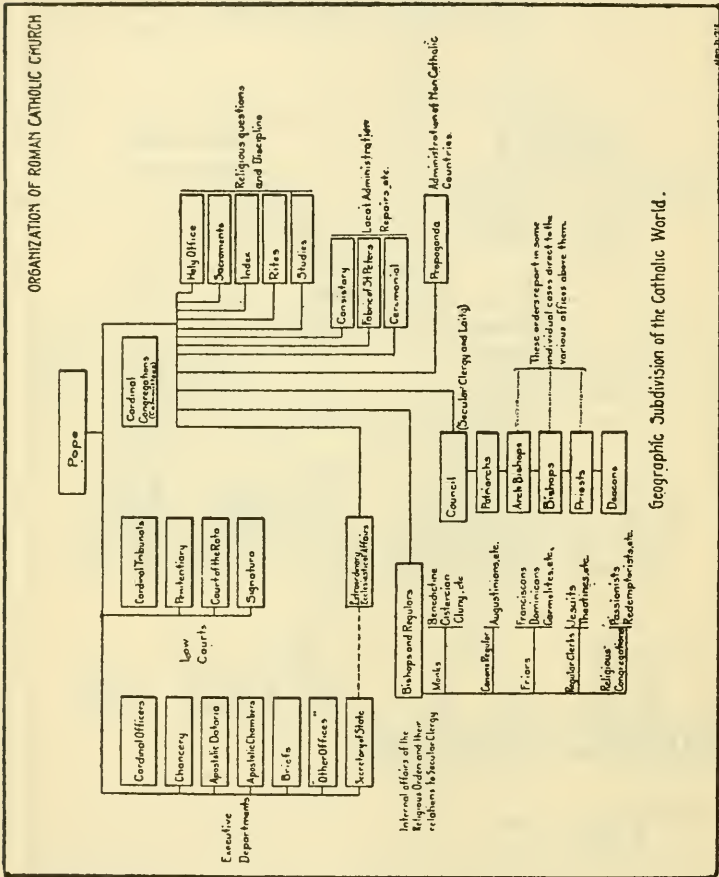 ORGANIZATION OF ROMAN CATHOLIC CHURCH
Pope
Cardinal Officers
Chancery
Apostolic Dataria
Apostolic Chambers
Briefs
"Other Offices"
Secretary of State
Executive
Departments
Cardinal Tribunals
Penitentiary
Court of the Rota
Signatura
Low
Courts
Cardinal
Congregations
(Committees)
Holy Office
Sacraments
Index
Rites
Studies
Religious questions
and Discipline
Consistory
Fabric of St Peters
Ceremonial
Local Administration
Repairs, etc.
Propaganda
Administration of Non Catholic
Countries.
Extraordinary
Ecclesiastical Affairs
Bishops and Regulars
Internal affairs of the
Religious Orden and their
relations to Secular Clergy
Monks
Benedictine
Cistercian
Cluny, etc
Canons Regular
Augustinians, etc.
Friars
Franciscans
Dominicans
Carmelites, etc.
Regular Clerks
Jesuits
Theatines, etc.
Religious
Congregations
Passionists
Redemptorists, etc.
Council
(Secular Clergy and Laity)
Patriarchs
Arch Bishops
Bishops
Priests
Deacons
These orders report in some
individual cases direct to the
various offices above them.
Geographic Subdivision of the Catholic World.